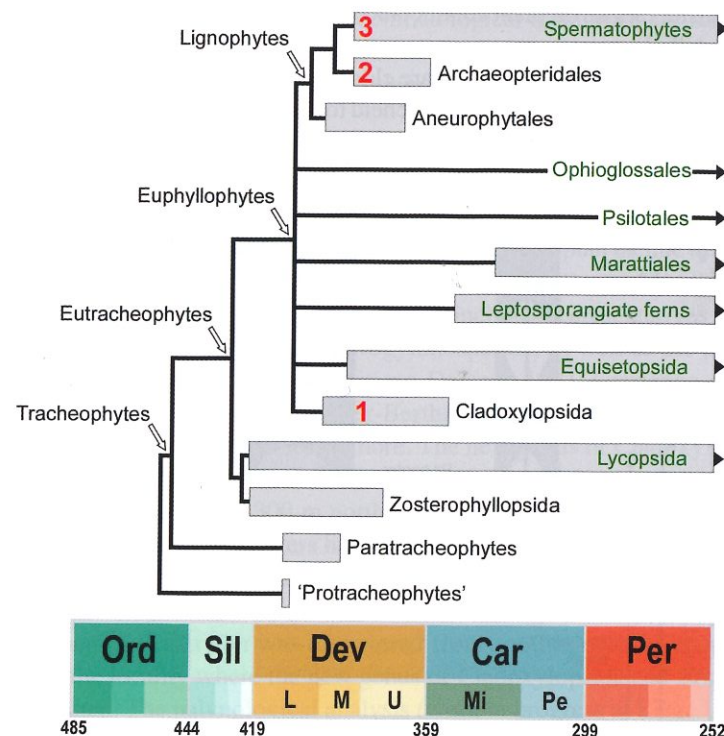 3 Spermatophytes
Lignophytes
2 Archaeopteridales
Aneurophytales
Ophioglossales
Euphyllophytes
Psilotales
Marattiales
Leptosporangiate ferns
Eutracheophytes
Equisetopsida
1 Cladoxylopsida
Tracheophytes
Lycopsida
Zosterophyllopsida
Paratracheophytes
‘Protracheophytes’
Ord Sil Dev Car Per
L M U Mi Pe
485 444 419 359 299 252